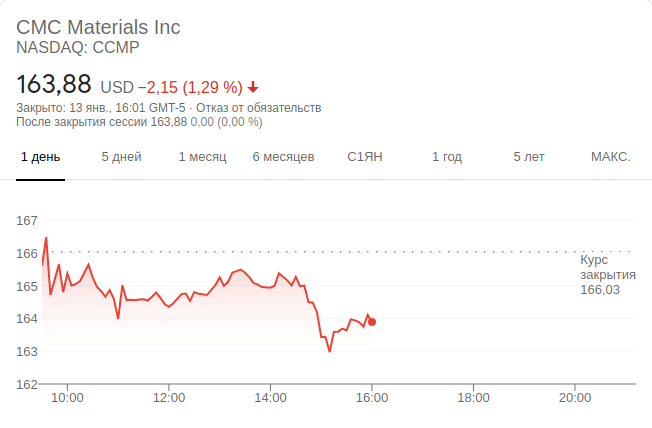 CMC Materials Inc
NASDAQ: CCMP
163,88 USD −2,15 (1,29 %)
Закрыто: 13 янв., 16:01 GMT-5 · Отказ от обязательств
После закрытия сессии 163,88 0,00 (0,00 %)
1 день 5 дней 1 месяц 6 месяцев С1ЯН 1 год 5 лет МАКС.
167
166
Курс
закрытия
166,03
165
164
163
162
10:00 12:00 14:00 16:00 18:00 20:00